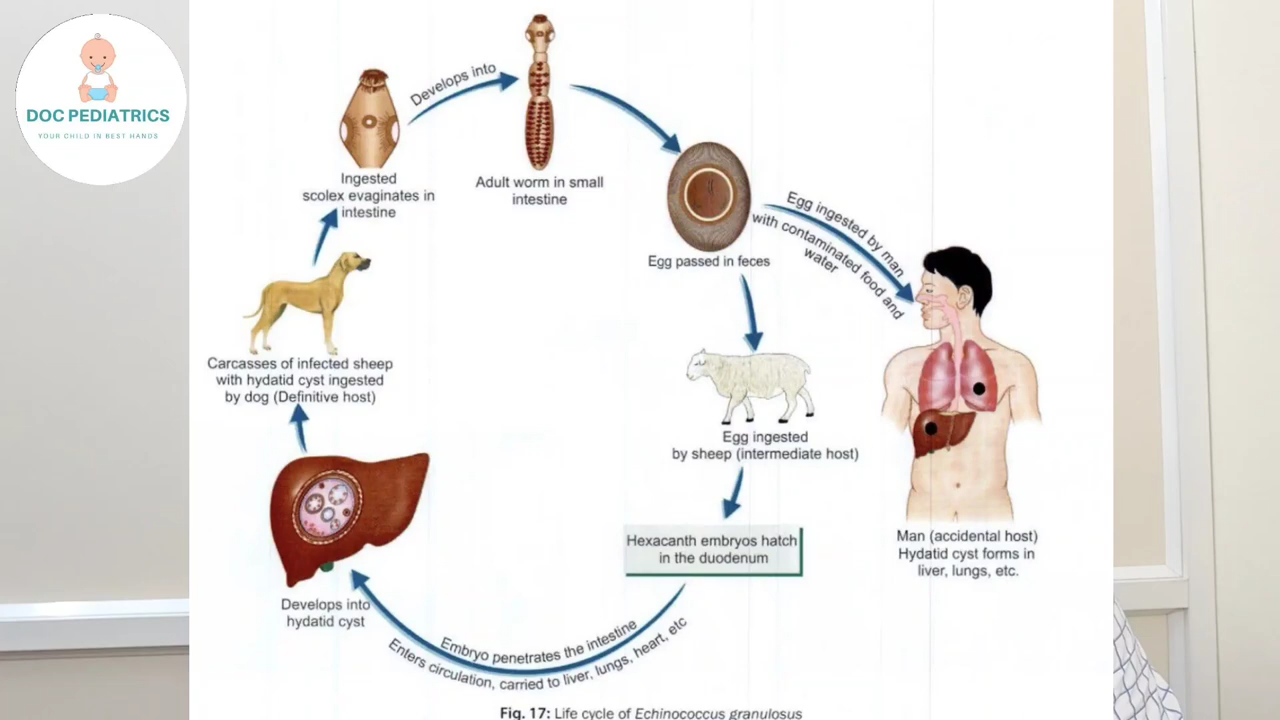 DOC PEDIATRICS
YOUR CHILD IN BEST HANDS
Develops into
Ingested
scolex evaginates in
intestine
Adult worm in small
intestine
Egg passed in feces
Egg ingested by man
with contaminated food and
water
Carcasses of infected sheep
with hydatid cyst ingested
by dog (Definitive host)
Egg ingested
by sheep (intermediate host)
Hexacanth embryos hatch
in the duodenum
Man (accidental host)
Hydatid cyst forms in
liver, lungs, etc.
Develops into
hydatid cyst
Embryo penetrates the intestine
Enters circulation, carried to liver, lungs, heart, etc
Fig. 17: Life cycle of Echinococcus granulosus